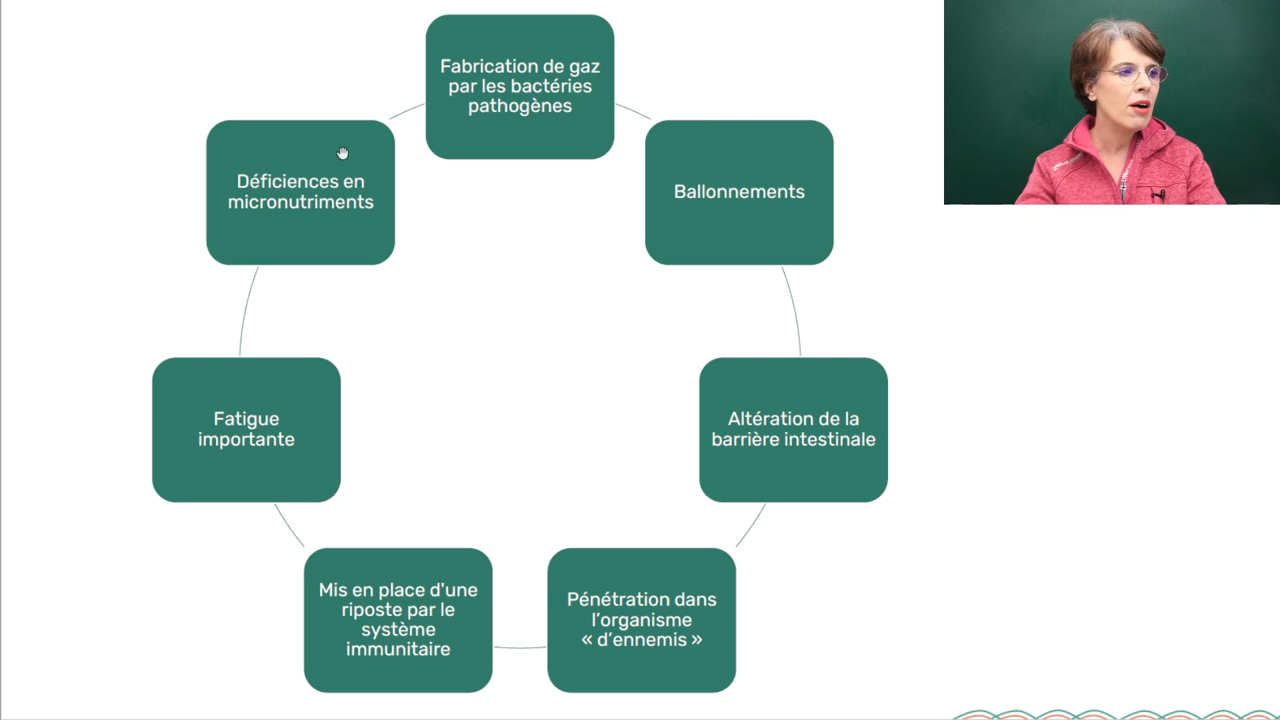 Fabrication de gaz
par les bactéries
pathogènes
Ballonnements
Altération de la
barrière intestinale
Pénétration dans
l’organisme
« d’ennemis »
Mis en place d'une
riposte par le
système
immunitaire
Fatigue
importante
Déficiences en
micronutriments